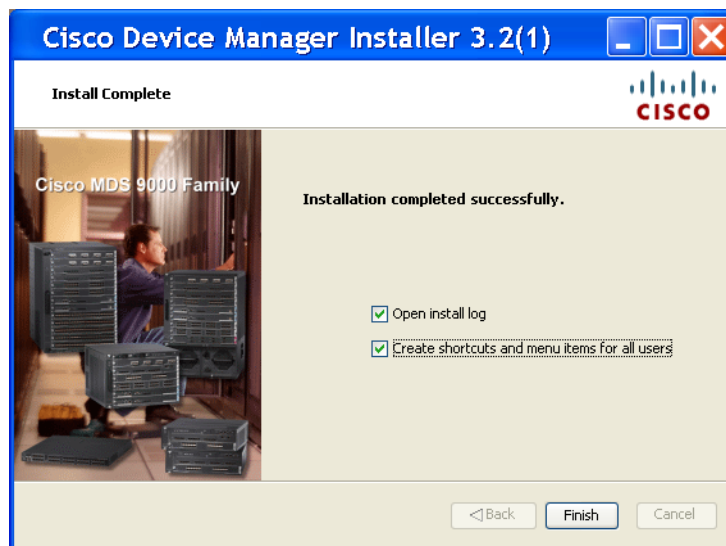 Cisco Device Manager Installer 3.2(1)
Install Complete
CISCO
Cisco MDS 9000 Family
Installation completed successfully.
Open install log
Create shortcuts and menu items for all users
Back
Finish
Cancel